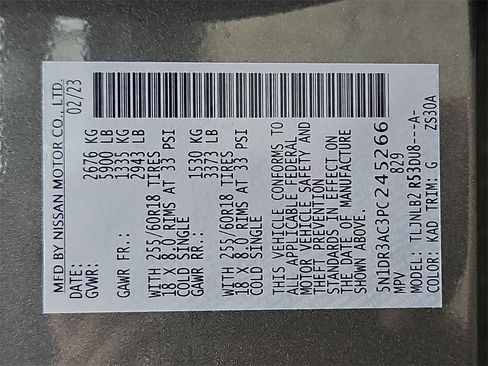 MFD BY NISSAN MOTOR CO., LTD.
DATE: 02/23
GVWR: 2676 KG
5900 LB
GAWR FR.: 1335 KG
2943 LB
WITH 255/60R18 TIRES
18 X 8.0 RIMS AT 33 PSI
COLD SINGLE
GAWR RR.: 1530 KG
3373 LB
WITH 255/60R18 TIRES
18 X 8.0 RIMS AT 33 PSI
COLD SINGLE
THIS VEHICLE CONFORMS TO
ALL APPLICABLE FEDERAL
MOTOR VEHICLE SAFETY AND
THEFT PREVENTION
STANDARDS IN EFFECT ON
THE DATE OF MANUFACTURE
SHOWN ABOVE.
5N1DR3AC3PC245266
MPV 829
MODEL: TLJNLB2 R53DU8---A-
COLOR: KAD TRIM: G ZS30A